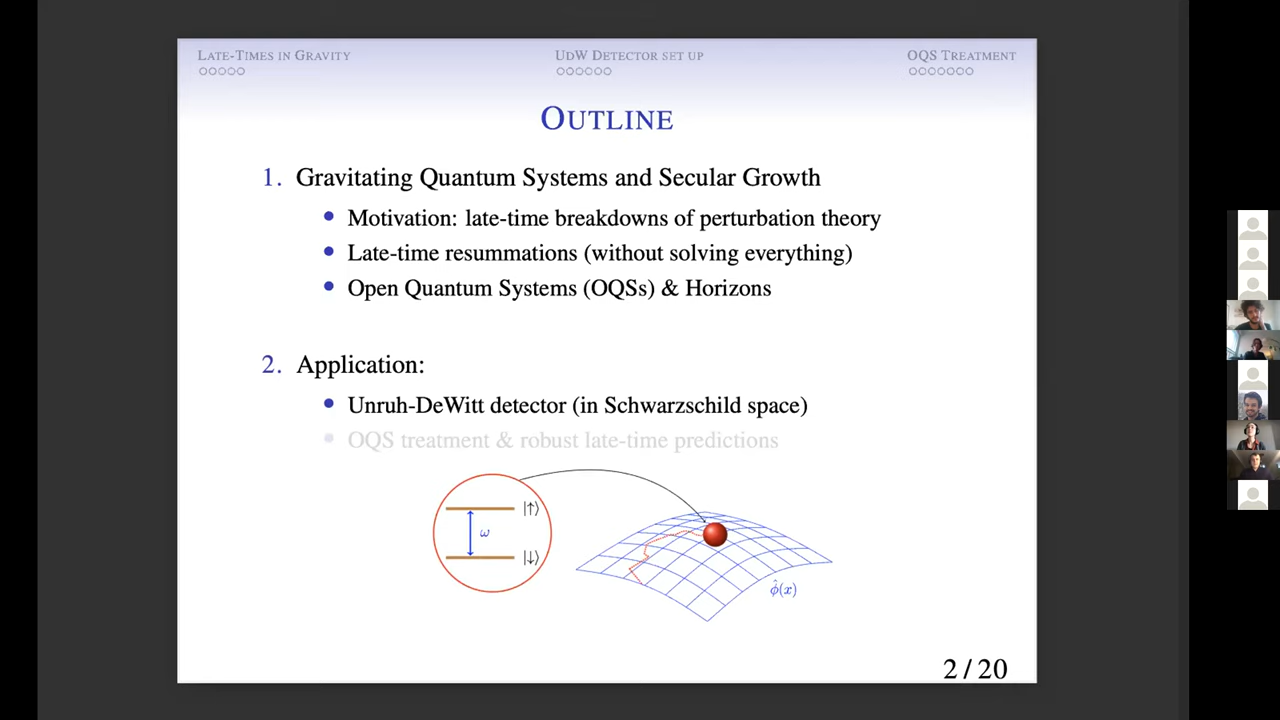 LATE-TIMES IN GRAVITY
UDW DETECTOR SET UP
OQS TREATMENT
OUTLINE
1. Gravitating Quantum Systems and Secular Growth
• Motivation: late-time breakdowns of perturbation theory
• Late-time resummations (without solving everything)
• Open Quantum Systems (OQSs) & Horizons
2. Application:
• Unruh-DeWitt detector (in Schwarzschild space)
• OQS treatment & robust late-time predictions
|↑⟩
ω
|↓⟩
φ̂(x)
2 / 20